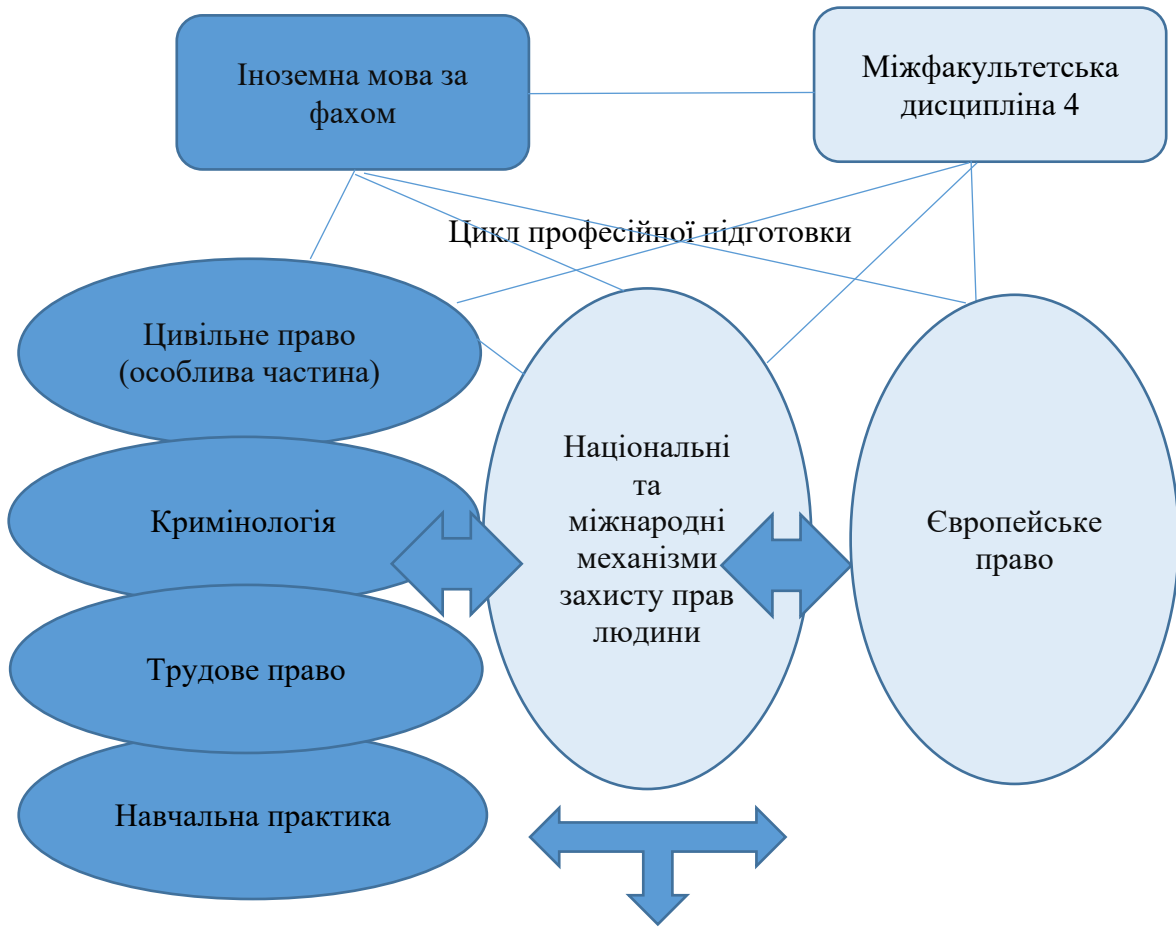 Іноземна мова за
фахом
Міжфакультетська
дисципліна 4
Цикл професійної підготовки
Цивільне право
(особлива частина)
Кримінологія
Трудове право
Навчальна практика
Національні
та
міжнародні
механізми
захисту прав
людини
Європейське
право